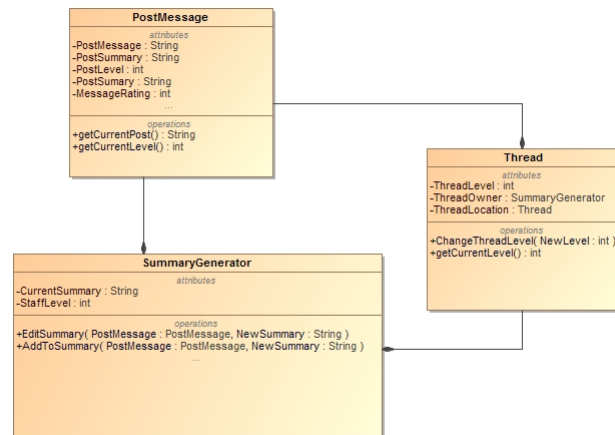 PostMessage
attributes
-PostMessage : String
-PostSummary : String
-PostLevel : int
-PostSumary : String
-MessageRating : int
...
operations
+getCurrentPost() : String
+getCurrentLevel() : int
Thread
attributes
-ThreadLevel : int
-ThreadOwner : SummaryGenerator
-ThreadLocation : Thread
operations
+ChangeThreadLevel( NewLevel : int )
+getCurrentLevel() : int
SummaryGenerator
attributes
-CurrentSummary : String
-StaffLevel : int
operations
+EditSummary( PostMessage : PostMessage, NewSummary : String )
+AddToSummary( PostMessage : PostMessage, NewSummary : String )
...